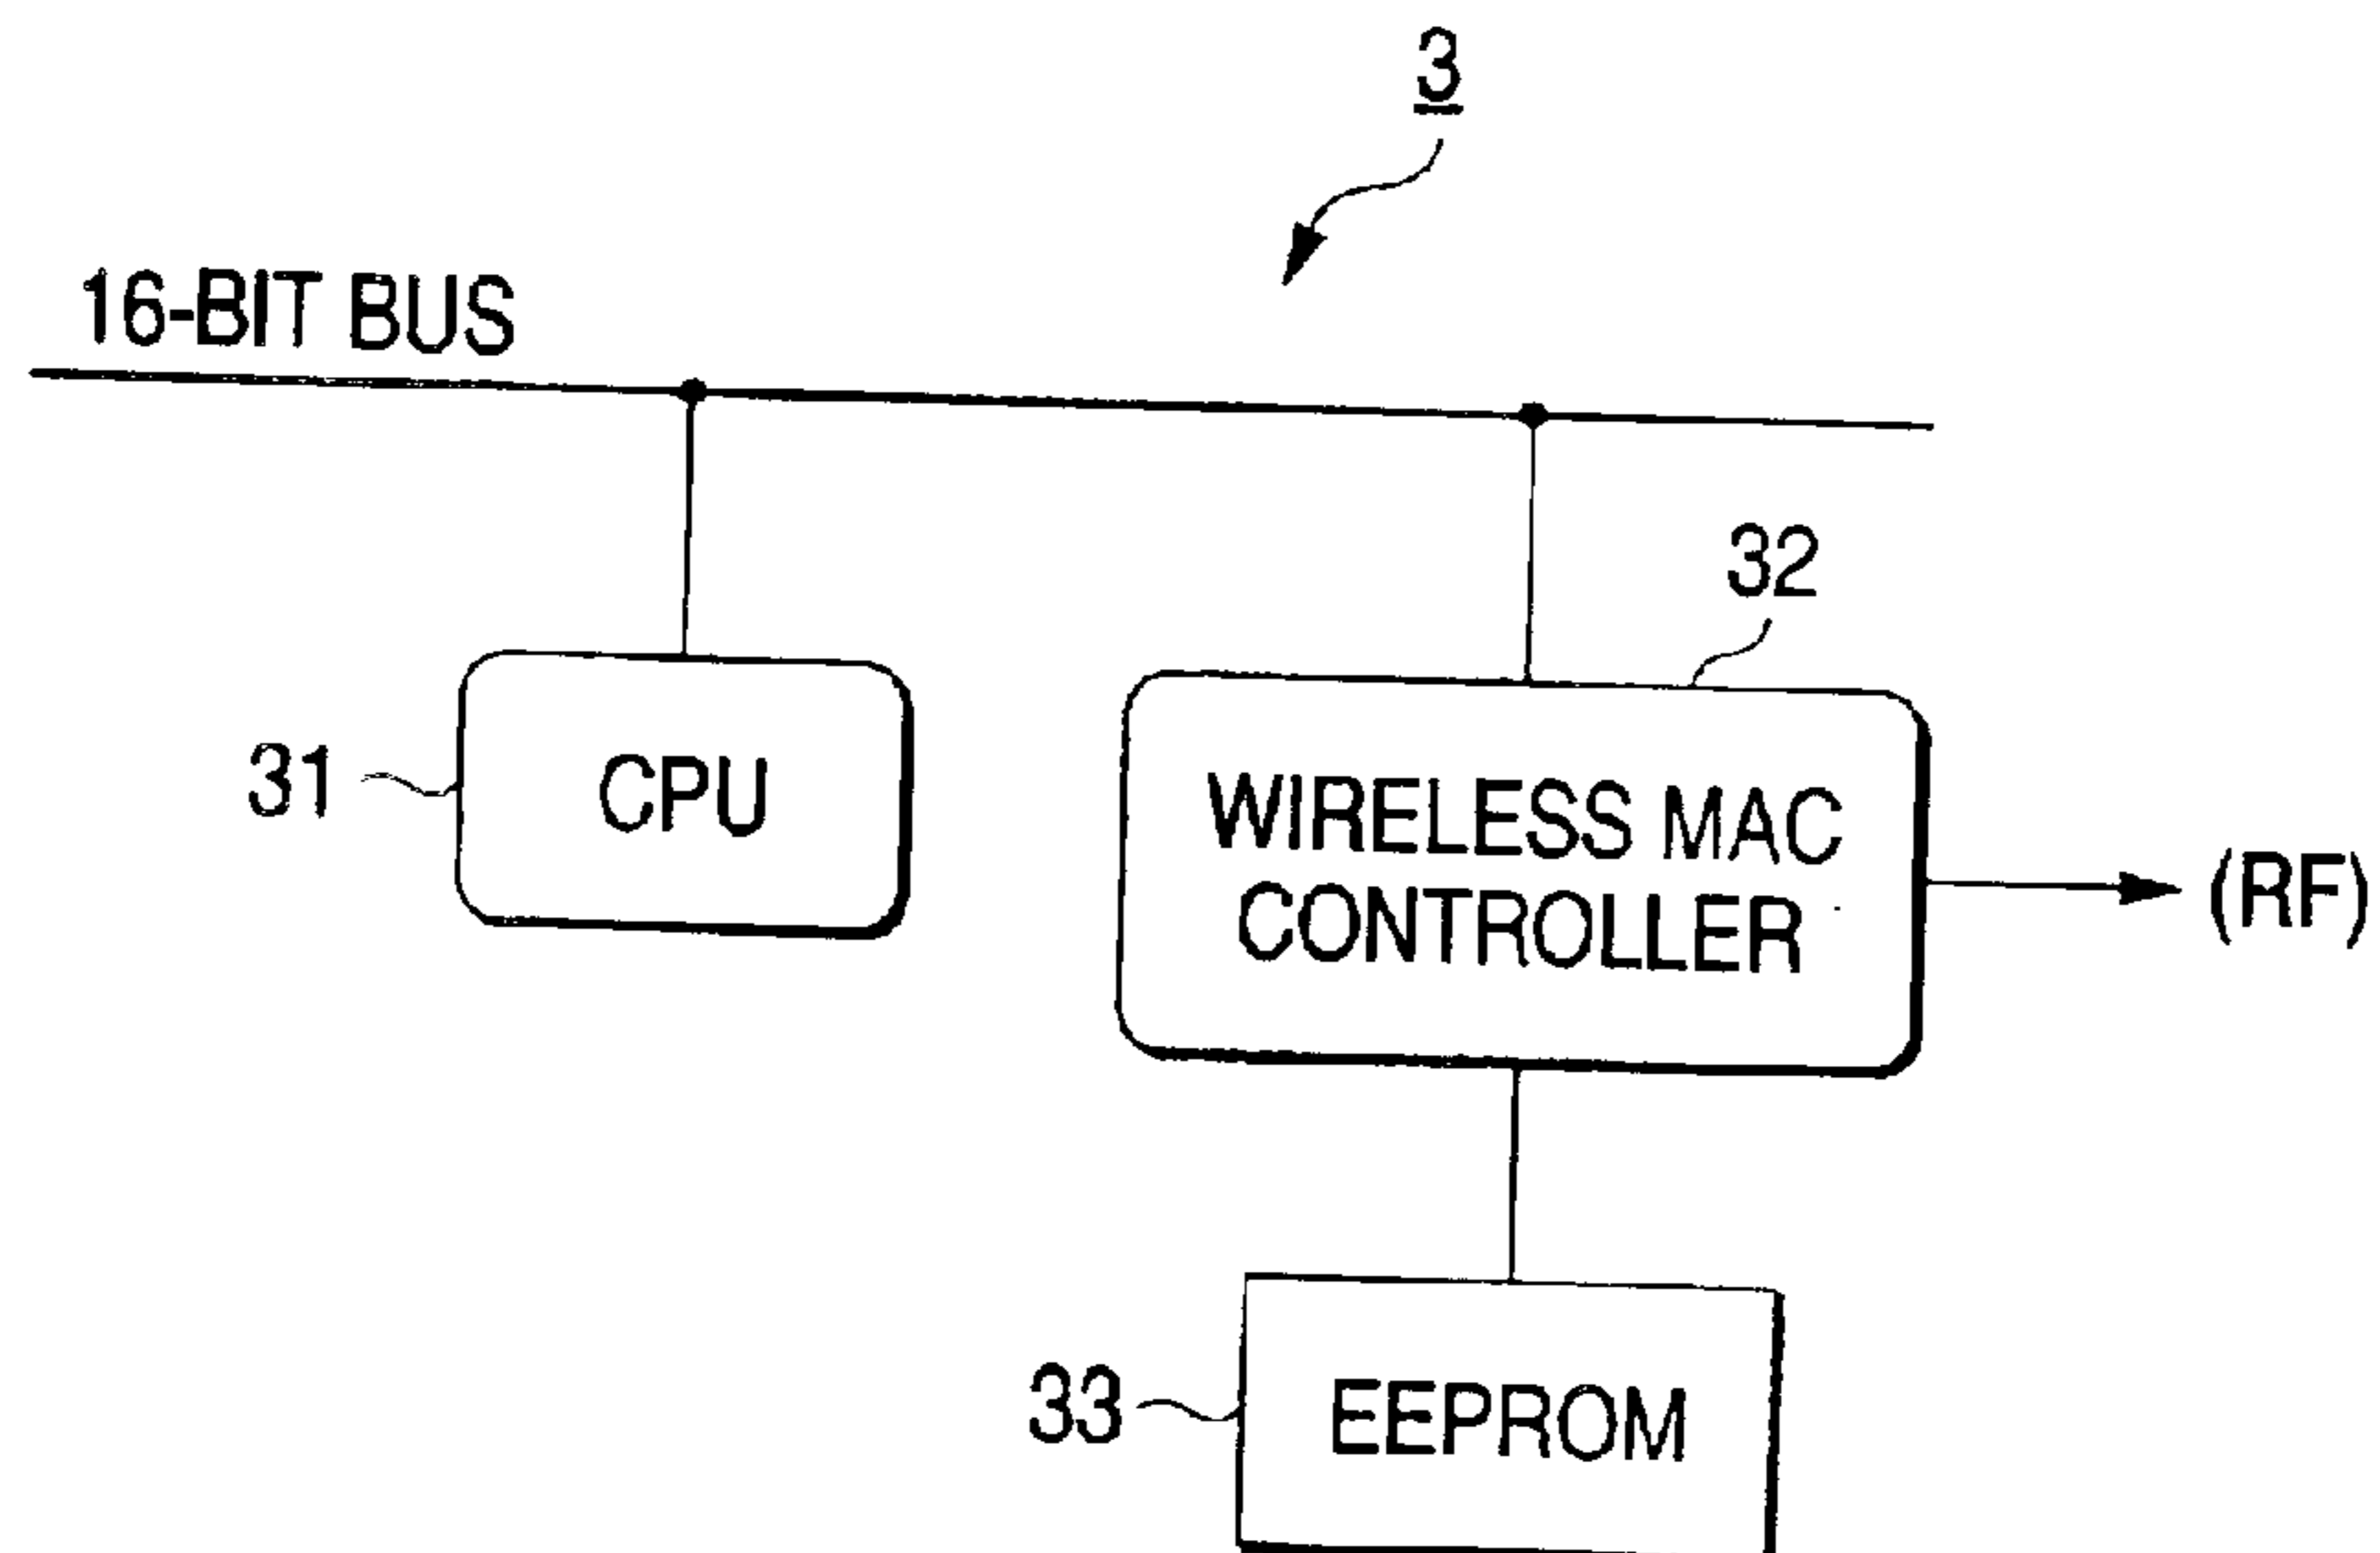 3
16-BIT BUS
32
31
CPU
WIRELESS MAC
CONTROLLER
(RF)
33
EEPROM